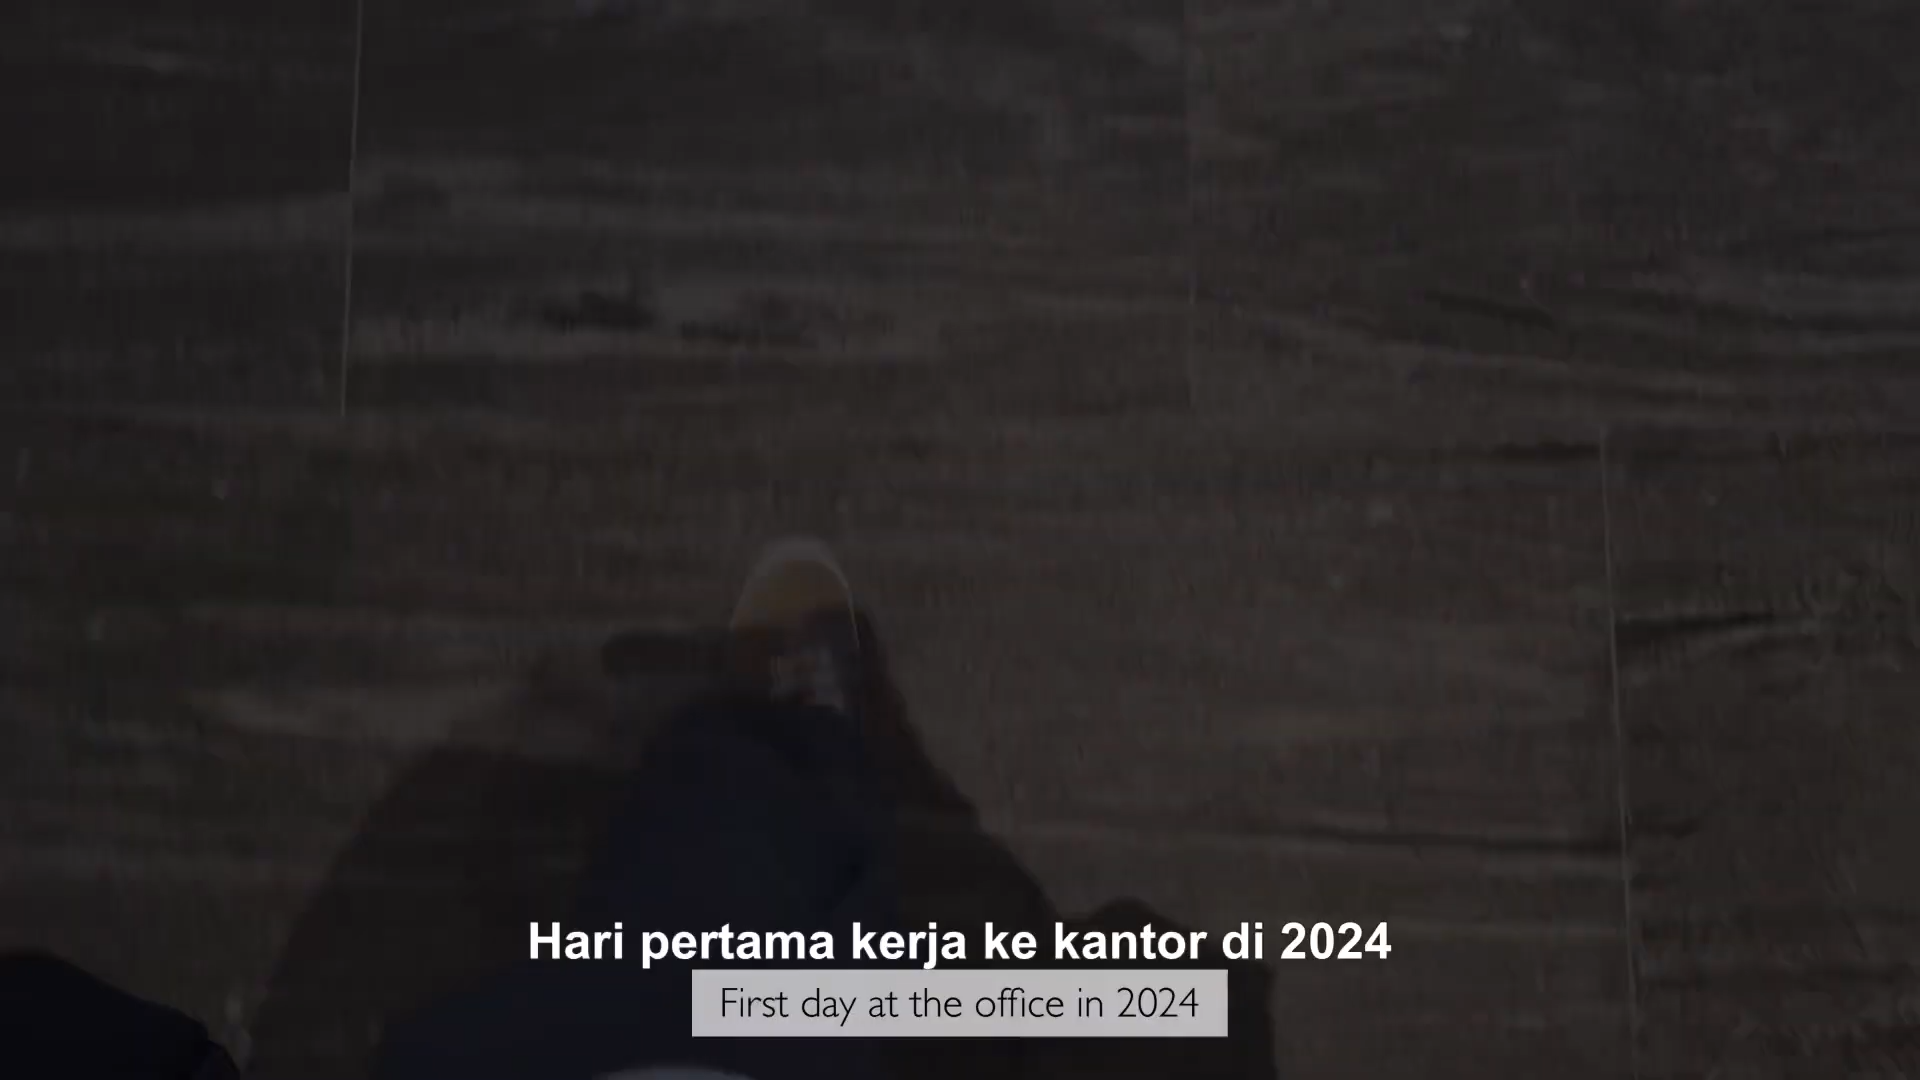 Hari pertama kerja ke kantor di 2024
First day at the office in 2024